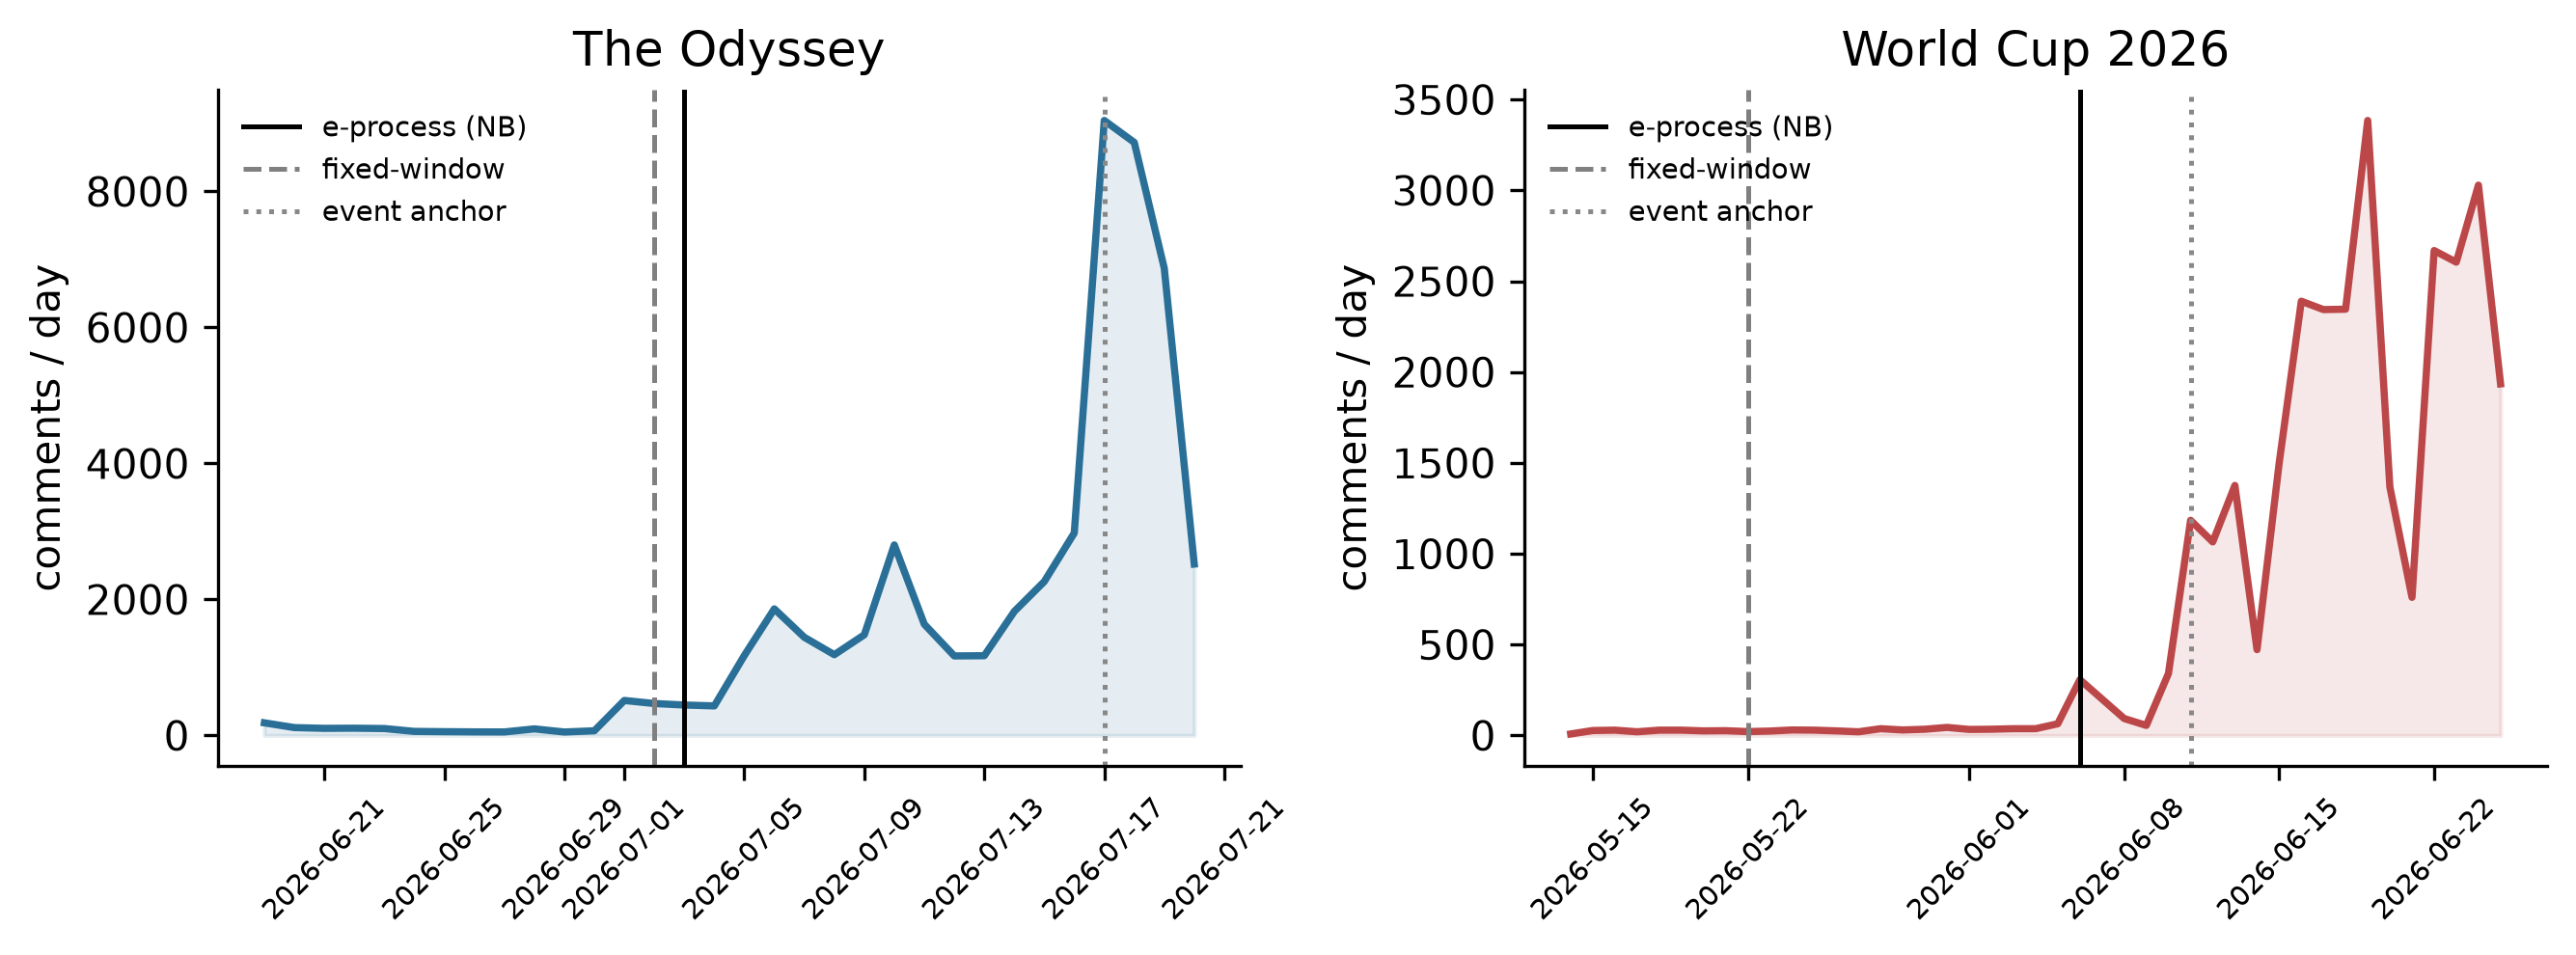 The Odyssey
e-process (NB)
fixed-window
event anchor
comments / day
8000
6000
4000
2000
0
2026-06-21
2026-06-25
2026-06-29
2026-07-01
2026-07-05
2026-07-09
2026-07-13
2026-07-17
2026-07-21
World Cup 2026
e-process (NB)
fixed-window
event anchor
comments / day
3500
3000
2500
2000
1500
1000
500
0
2026-05-15
2026-05-22
2026-06-01
2026-06-08
2026-06-15
2026-06-22